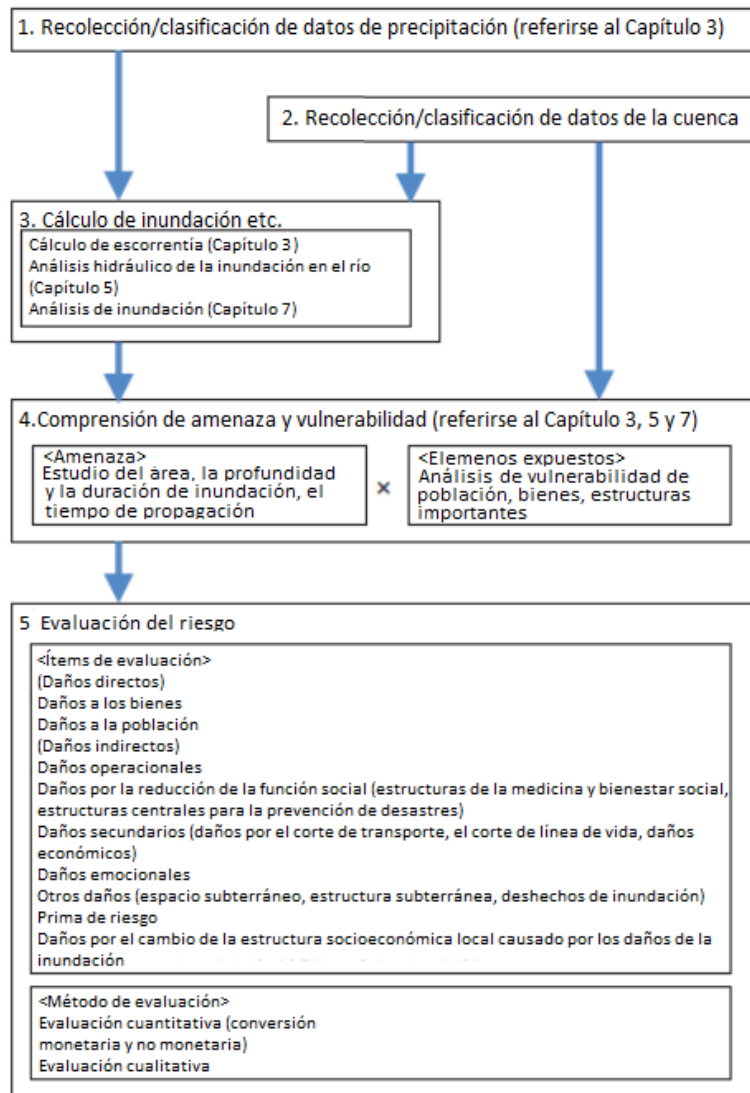 1. Recolección/clasificación de datos de precipitación (referirse al Capítulo 3)
2. Recolección/clasificación de datos de la cuenca
3. Cálculo de inundación etc.
Cálculo de escorrentía (Capítulo 3)
Análisis hidráulico de la inundación en el río
(Capítulo 5)
Análisis de inundación (Capítulo 7)
4.Comprensión de amenaza y vulnerabilidad (referirse al Capítulo 3, 5 y 7)
<Amenaza>
Estudio del área, la profundidad
y la duración de inundación, el
tiempo de propagación
×
<Elemenos expuestos>
Análisis de vulnerabilidad de
población, bienes, estructuras
importantes
5 Evaluación del riesgo
<Ítems de evaluación>
(Daños directos)
Daños a los bienes
Daños a la población
(Daños indirectos)
Daños operacionales
Daños por la reducción de la función social (estructuras de la medicina y bienestar social,
estructuras centrales para la prevención de desastres)
Daños secundarios (daños por el corte de transporte, el corte de línea de vida, daños
económicos)
Daños emocionales
Otros daños (espacio subterráneo, estructura subterránea, deshechos de inundación)
Prima de riesgo
Daños por el cambio de la estructura socioeconómica local causado por los daños de la
inundación
<Método de evaluación>
Evaluación cuantitativa (conversión
monetaria y no monetaria)
Evaluación cualitativa